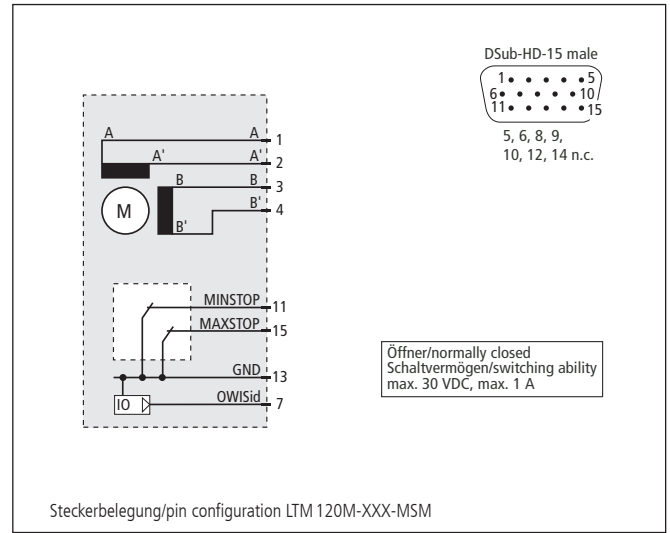 DSub-HD-15 male
1 5
6 10
11 15
5, 6, 8, 9,
10, 12, 14 n.c.
A A 1
A' A' 2
B B 3
B' 4
M
B'
MINSTOP 11
MAXSTOP 15
GND 13
IO OWISid 7
Öffner/normally closed
Schaltvermögen/switching ability
max. 30 VDC, max. 1 A
Steckerbelegung/pin configuration LTM 120M-XXX-MSM